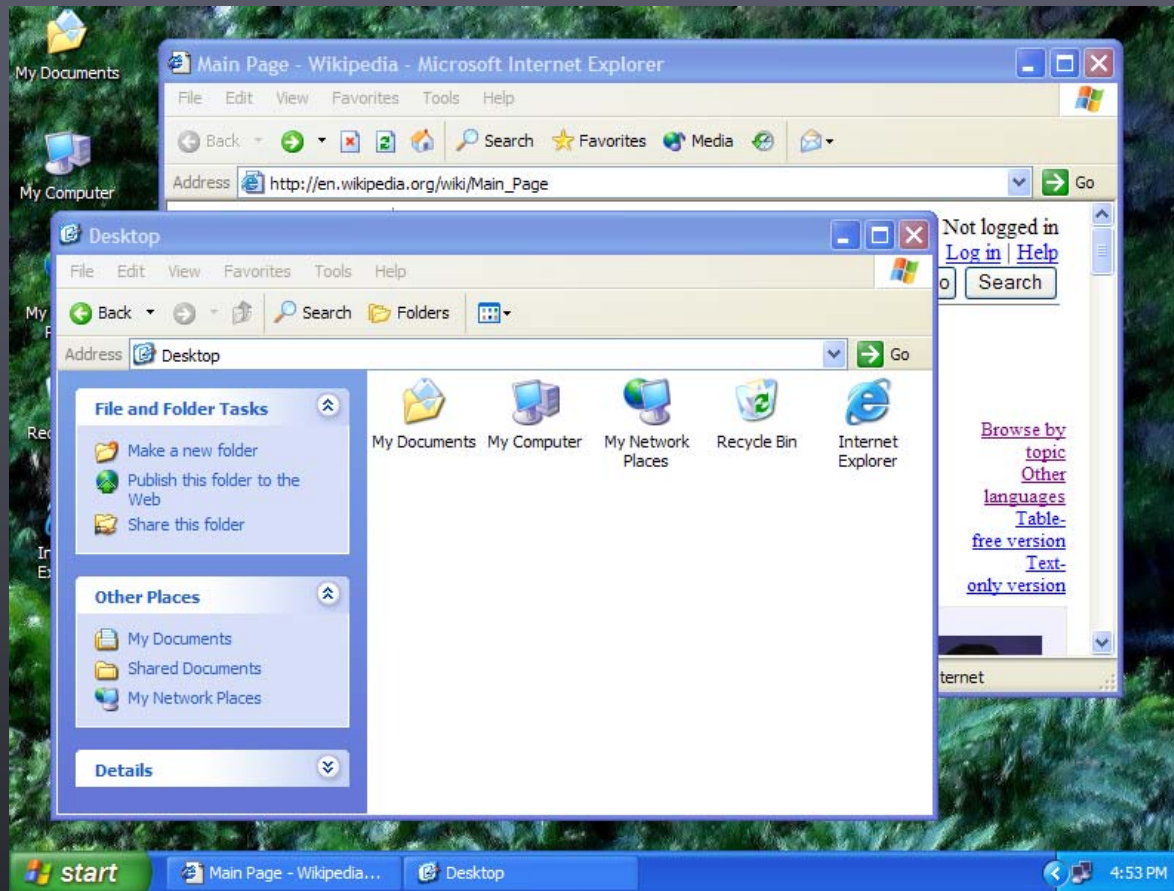 My Documents
My Computer
My
Main Page - Wikipedia - Microsoft Internet Explorer
File Edit View Favorites Tools Help
Back Search Favorites Media
Address http://en.wikipedia.org/wiki/Main_Page Go
Not logged in
Log in | Help
Search
Browse by
topic
Other
languages
Table-
free version
Text-
only version
Desktop
File Edit View Favorites Tools Help
Back Search Folders
Address Desktop Go
File and Folder Tasks
Make a new folder
Publish this folder to the
Web
Share this folder
Other Places
My Documents
Shared Documents
My Network Places
Details
My Documents My Computer My Network Recycle Bin Internet
Places Explorer
start Main Page - Wikipedia... Desktop 4:53 PM